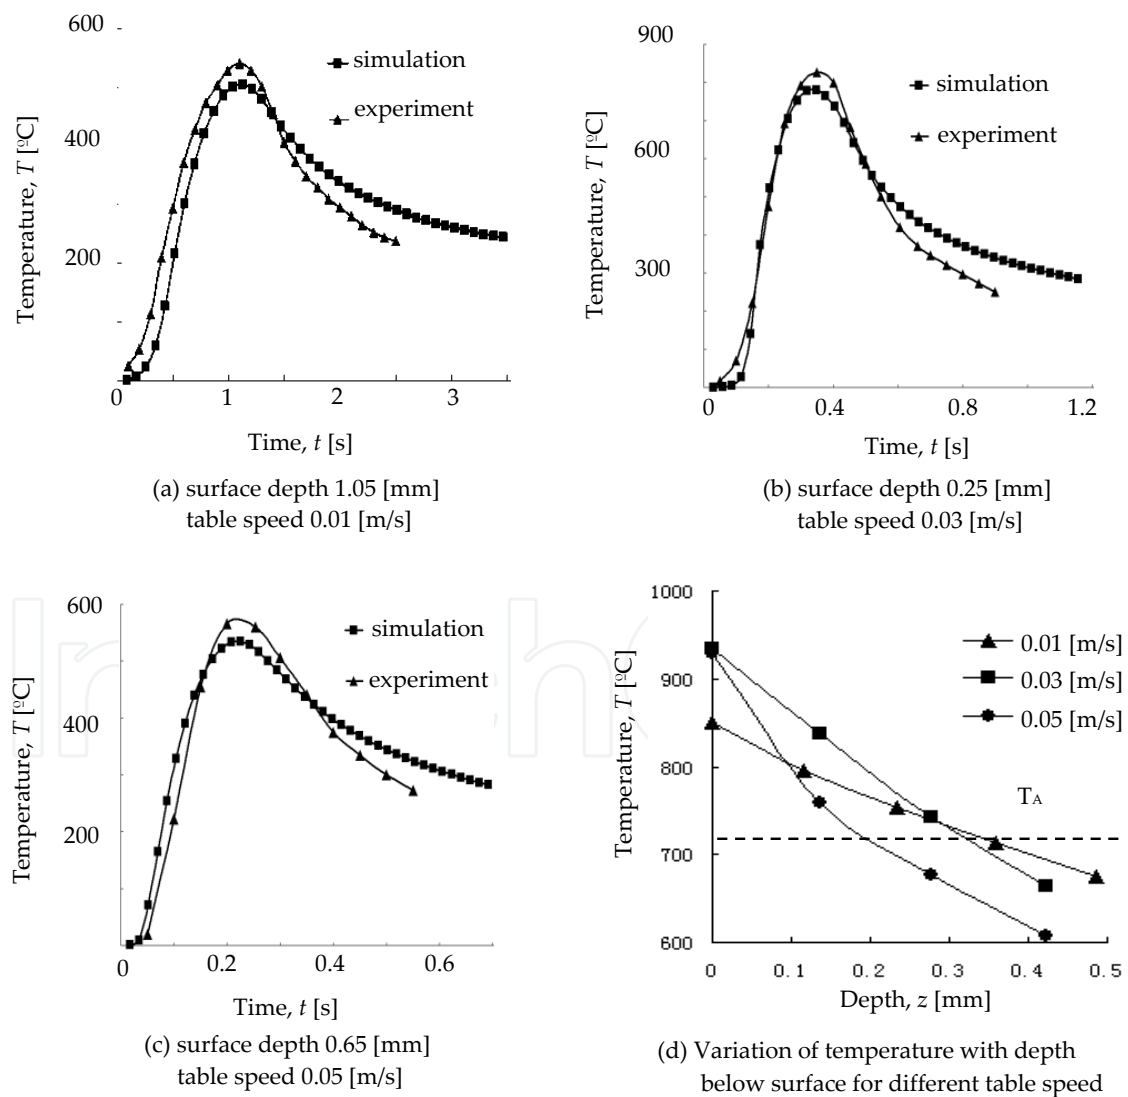 600
400
200
Temperature, T [ºC]
simulation
experiment
0 1 2 3
Time, t [s]
(a) surface depth 1.05 [mm]
table speed 0.01 [m/s]
900
600
300
Temperature, T [ºC]
simulation
experiment
0 0.4 0.8 1.2
Time, t [s]
(b) surface depth 0.25 [mm]
table speed 0.03 [m/s]
600
400
200
Temperature, T [ºC]
simulation
experiment
0 0.2 0.4 0.6
Time, t [s]
(c) surface depth 0.65 [mm]
table speed 0.05 [m/s]
1000
900
800
700
600
Temperature, T [ºC]
0.01 [m/s]
0.03 [m/s]
0.05 [m/s]
TA
0 0.1 0.2 0.3 0.4 0.5
Depth, z [mm]
(d) Variation of temperature with depth
below surface for different table speed